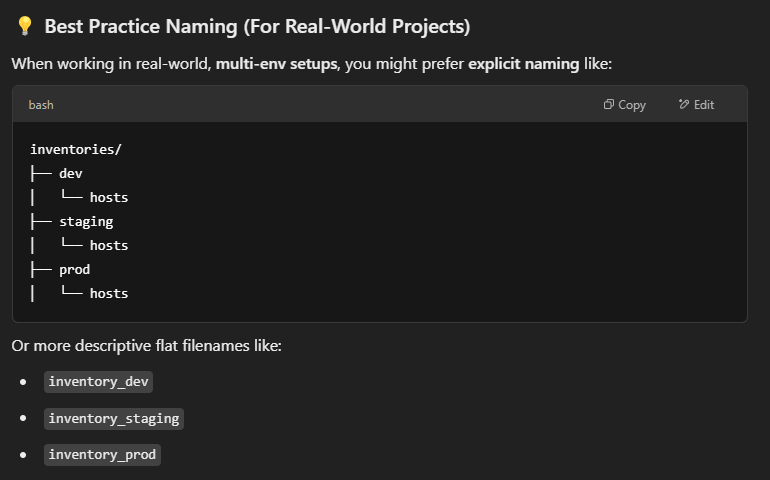 💡 Best Practice Naming (For Real-World Projects)
When working in real-world, multi-env setups, you might prefer explicit naming like:
bash
Copy
Edit
inventories/
├── dev
│   └── hosts
├── staging
│   └── hosts
├── prod
│   └── hosts
Or more descriptive flat filenames like:
• inventory_dev
• inventory_staging
• inventory_prod